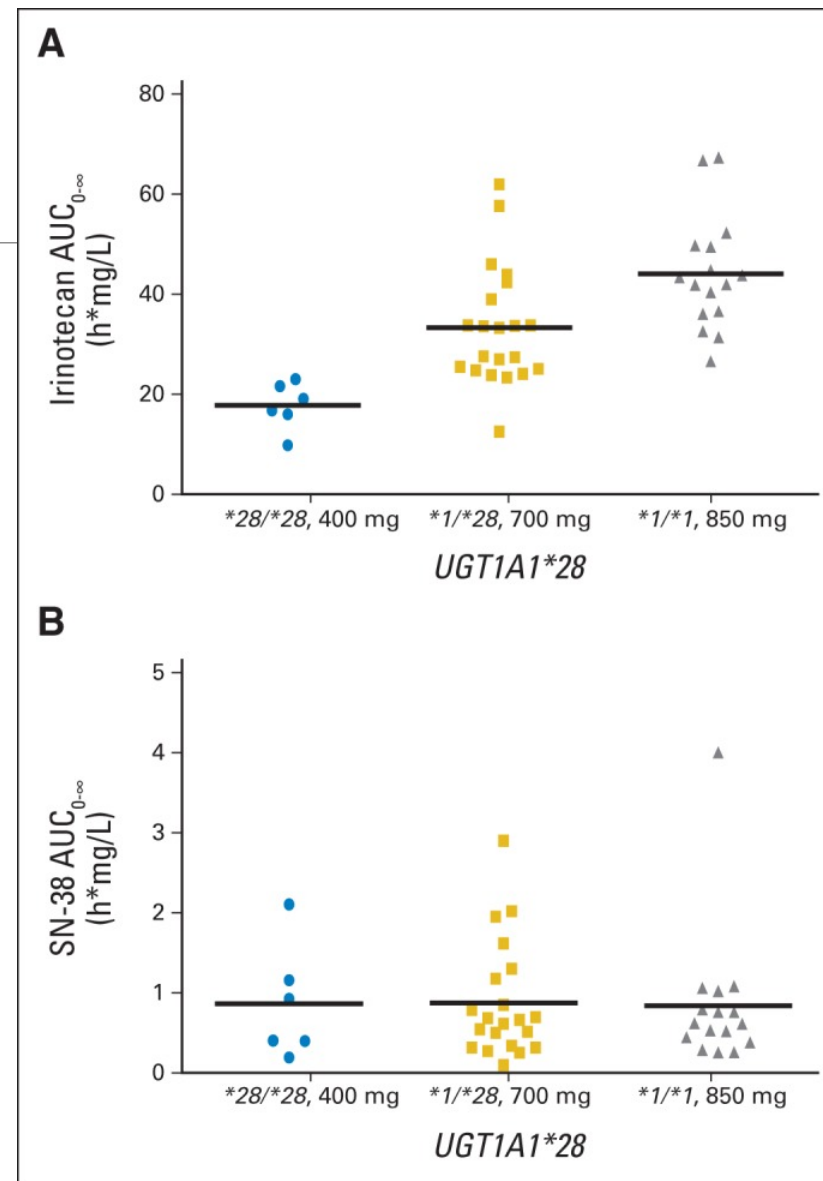 A
80
60
40
20
0
Irinotecan AUC0-∞
(h*mg/L)
*28/*28, 400 mg
*1/*28, 700 mg
*1/*1, 850 mg
UGT1A1*28
B
5
4
3
2
1
0
SN-38 AUC0-∞
(h*mg/L)
*28/*28, 400 mg
*1/*28, 700 mg
*1/*1, 850 mg
UGT1A1*28